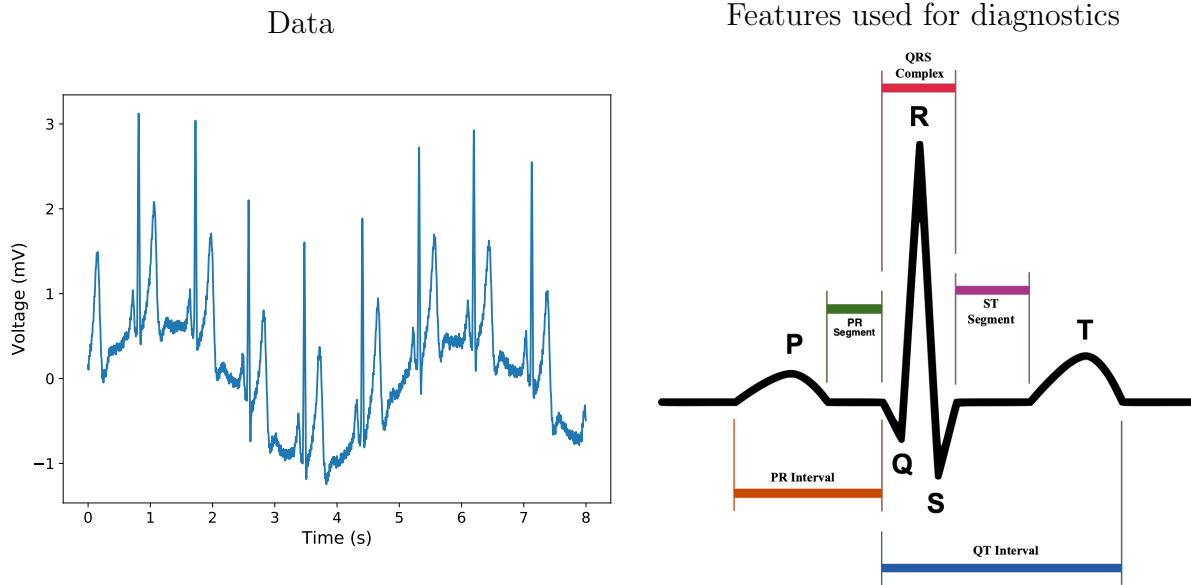 Data
Features used for diagnostics
3
2
1
0
−1
Voltage (mV)
0 1 2 3 4 5 6 7 8
Time (s)
QRS
Complex
R
PR
Segment
ST
Segment
P
T
Q
S
PR Interval
QT Interval